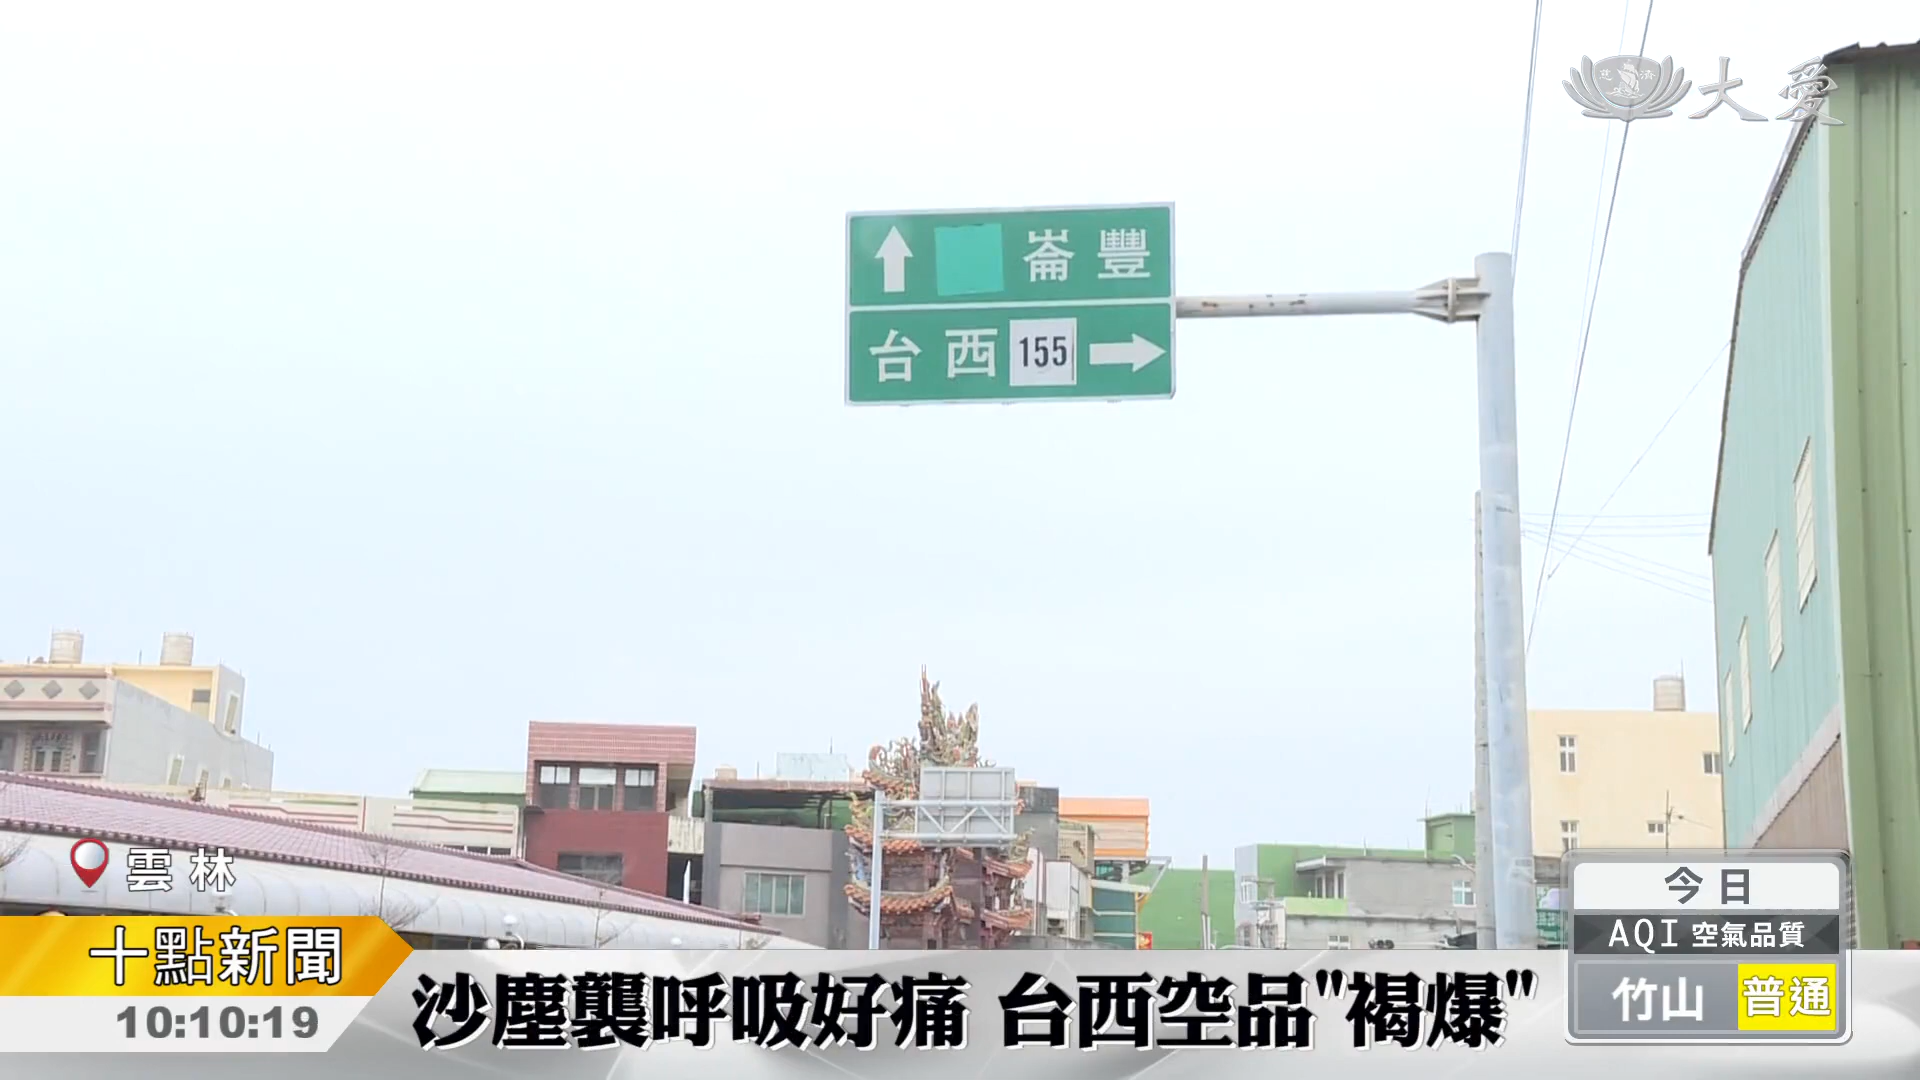 慈濟
大愛
崙豐
台西 155
雲林
十點新聞
10:10:19
沙塵襲呼吸好痛 台西空品"褐爆"
今日
AQI 空氣品質
竹山 普通